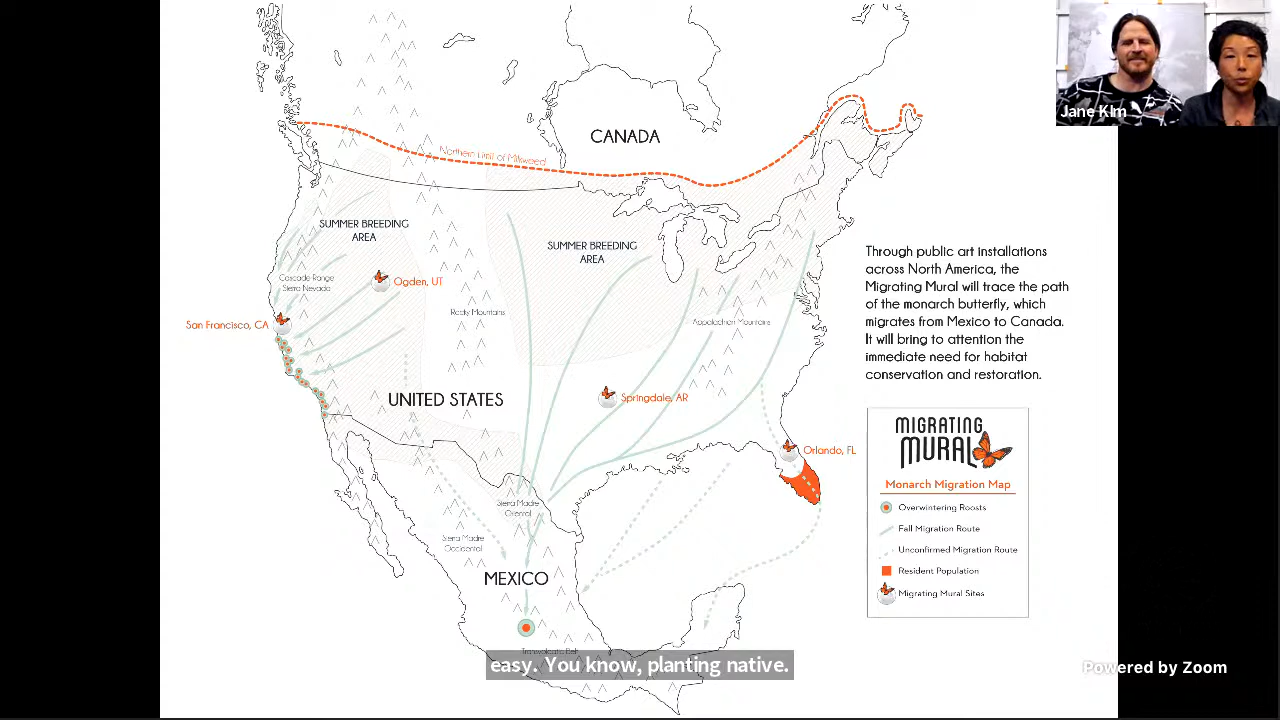 CANADA
Northern Limit of Milkweed
SUMMER BREEDING
AREA
SUMMER BREEDING
AREA
Cascade Range
Sierra Nevada
Ogden, UT
Rocky Mountains
San Francisco, CA
Appalachian Mountains
UNITED STATES
Springdale, AR
Orlando, FL
Sierra Madre
Oriental
Sierra Madre
Occidental
MEXICO
Transvolcanic Belt
Through public art installations
across North America, the
Migrating Mural will trace the path
of the monarch butterfly, which
migrates from Mexico to Canada.
It will bring to attention the
immediate need for habitat
conservation and restoration.
MIGRATING
MURAL
Monarch Migration Map
Overwintering Roosts
Fall Migration Route
Unconfirmed Migration Route
Resident Population
Migrating Mural Sites
Jane KIm
easy. You know, planting native.
Powered by Zoom